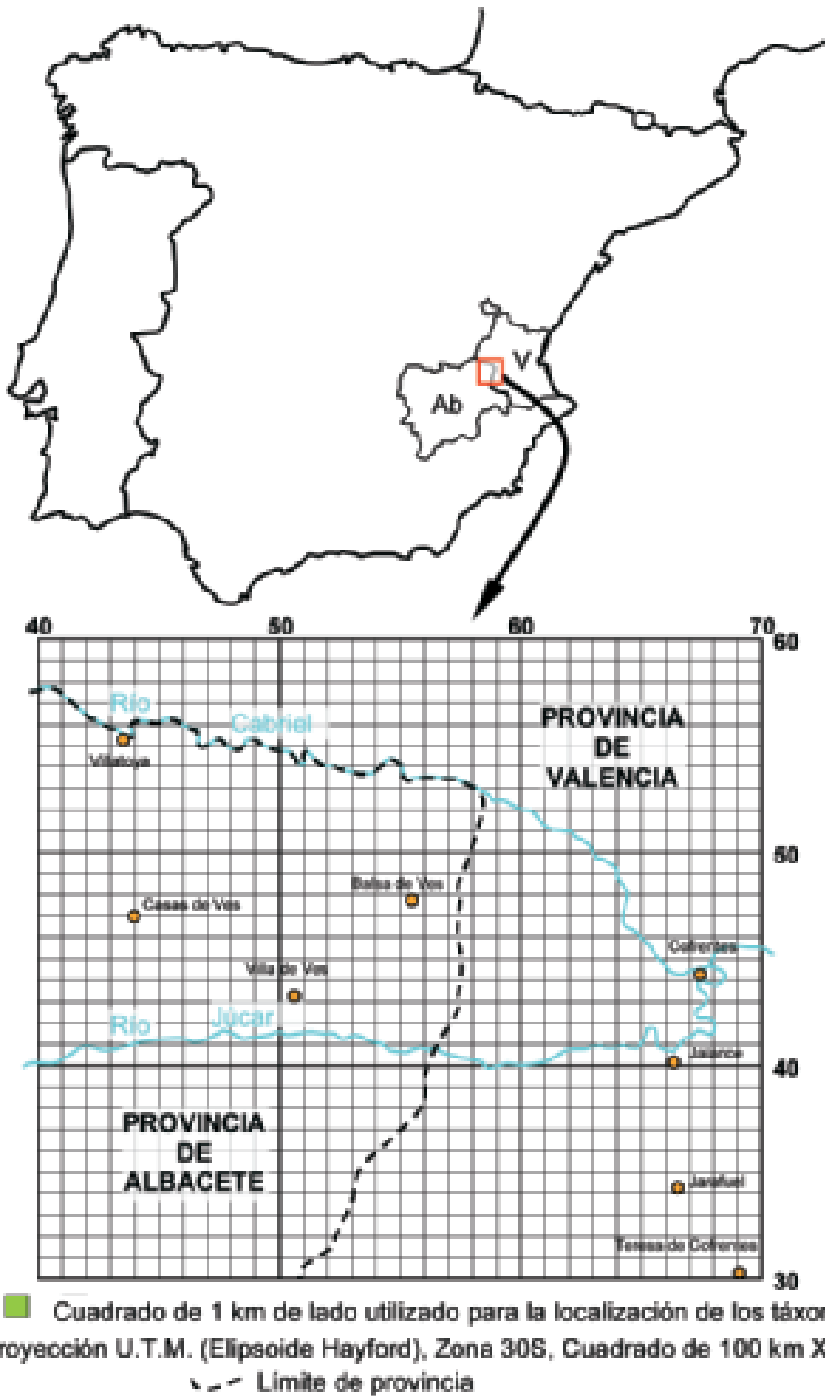 V
Ab
40 50 60 70
60
Río
Cabriel
PROVINCIA
DE
VALENCIA
Villatoya
50
Balsa de Ves
Casas de Ves
Cofrentes
Villa de Ves
Río Júcar
Jalance
40
PROVINCIA
DE
ALBACETE
Jarafuel
Teresa de Cofrentes
30
Cuadrado de 1 km de lado utilizado para la localización de los táxon
royección U.T.M. (Elipsoide Hayford), Zona 30S, Cuadrado de 100 km X
Límite de provincia